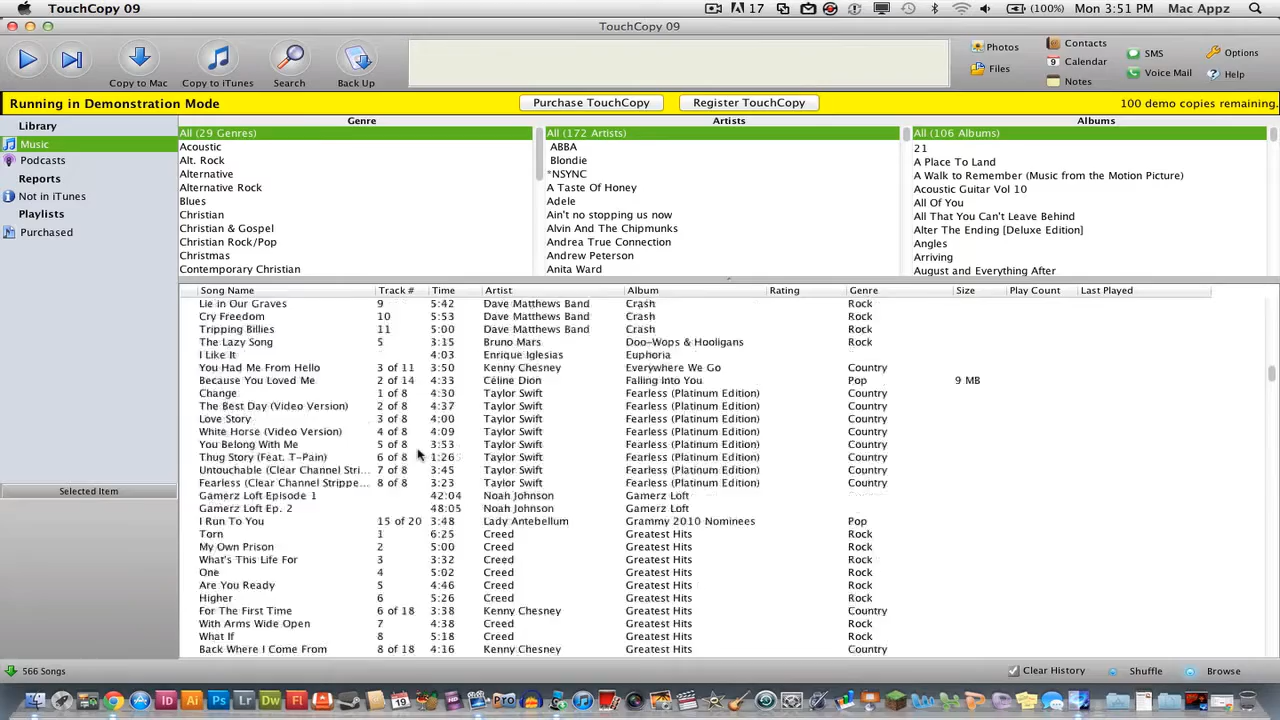 TouchCopy 09 17 (100%) Mon 3:51 PM Mac Appz
TouchCopy 09
Copy to Mac Copy to iTunes Search Back Up
Photos Contacts SMS Options
Files Calendar Voice Mail Help
Notes
Running in Demonstration Mode Purchase TouchCopy Register TouchCopy 100 demo copies remaining.
Library
Music
Podcasts
Reports
Not in iTunes
Playlists
Purchased
Selected Item
Genre
All (29 Genres)
Acoustic
Alt. Rock
Alternative
Alternative Rock
Blues
Christian
Christian & Gospel
Christian Rock/Pop
Christmas
Contemporary Christian
Artists
All (172 Artists)
ABBA
Blondie
*NSYNC
A Taste Of Honey
Adele
Ain't no stopping us now
Alvin And The Chipmunks
Andrea True Connection
Andrew Peterson
Anita Ward
Albums
All (106 Albums)
21
A Place To Land
A Walk to Remember (Music from the Motion Picture)
Acoustic Guitar Vol 10
All Of You
All That You Can't Leave Behind
Alter The Ending [Deluxe Edition]
Angles
Arriving
August and Everything After
Song Name Track # Time Artist Album Rating Genre Size Play Count Last Played
Lie in Our Graves 9 5:42 Dave Matthews Band Crash Rock
Cry Freedom 10 5:53 Dave Matthews Band Crash Rock
Tripping Billies 11 5:00 Dave Matthews Band Crash Rock
The Lazy Song 5 3:15 Bruno Mars Doo-Wops & Hooligans Rock
I Like It 4:03 Enrique Iglesias Euphoria
You Had Me From Hello 3 of 11 3:50 Kenny Chesney Everywhere We Go Country
Because You Loved Me 2 of 14 4:33 Céline Dion Falling Into You Pop 9 MB
Change 1 of 8 4:30 Taylor Swift Fearless (Platinum Edition) Country
The Best Day (Video Version) 2 of 8 4:37 Taylor Swift Fearless (Platinum Edition) Country
Love Story 3 of 8 4:00 Taylor Swift Fearless (Platinum Edition) Country
White Horse (Video Version) 4 of 8 4:09 Taylor Swift Fearless (Platinum Edition) Country
You Belong With Me 5 of 8 3:53 Taylor Swift Fearless (Platinum Edition) Country
Thug Story (Feat. T-Pain) 6 of 8 1:26 Taylor Swift Fearless (Platinum Edition) Country
Untouchable (Clear Channel Stri... 7 of 8 3:45 Taylor Swift Fearless (Platinum Edition) Country
Fearless (Clear Channel Strippe... 8 of 8 3:23 Taylor Swift Fearless (Platinum Edition) Country
Gamerz Loft Episode 1 42:04 Noah Johnson Gamerz Loft
Gamerz Loft Ep. 2 48:05 Noah Johnson Gamerz Loft
I Run To You 15 of 20 3:48 Lady Antebellum Grammy 2010 Nominees Pop
Torn 1 6:25 Creed Greatest Hits Rock
My Own Prison 2 5:00 Creed Greatest Hits Rock
What's This Life For 3 3:32 Creed Greatest Hits Rock
One 4 5:02 Creed Greatest Hits Rock
Are You Ready 5 4:46 Creed Greatest Hits Rock
Higher 6 5:26 Creed Greatest Hits Rock
For The First Time 6 of 18 3:38 Kenny Chesney Greatest Hits Country
With Arms Wide Open 7 4:38 Creed Greatest Hits Rock
What If 8 5:18 Creed Greatest Hits Rock
Back Where I Come From 8 of 18 4:16 Kenny Chesney Greatest Hits Country
566 Songs Clear History Shuffle Browse
Id Ai Ps Lr Dw Fl 19